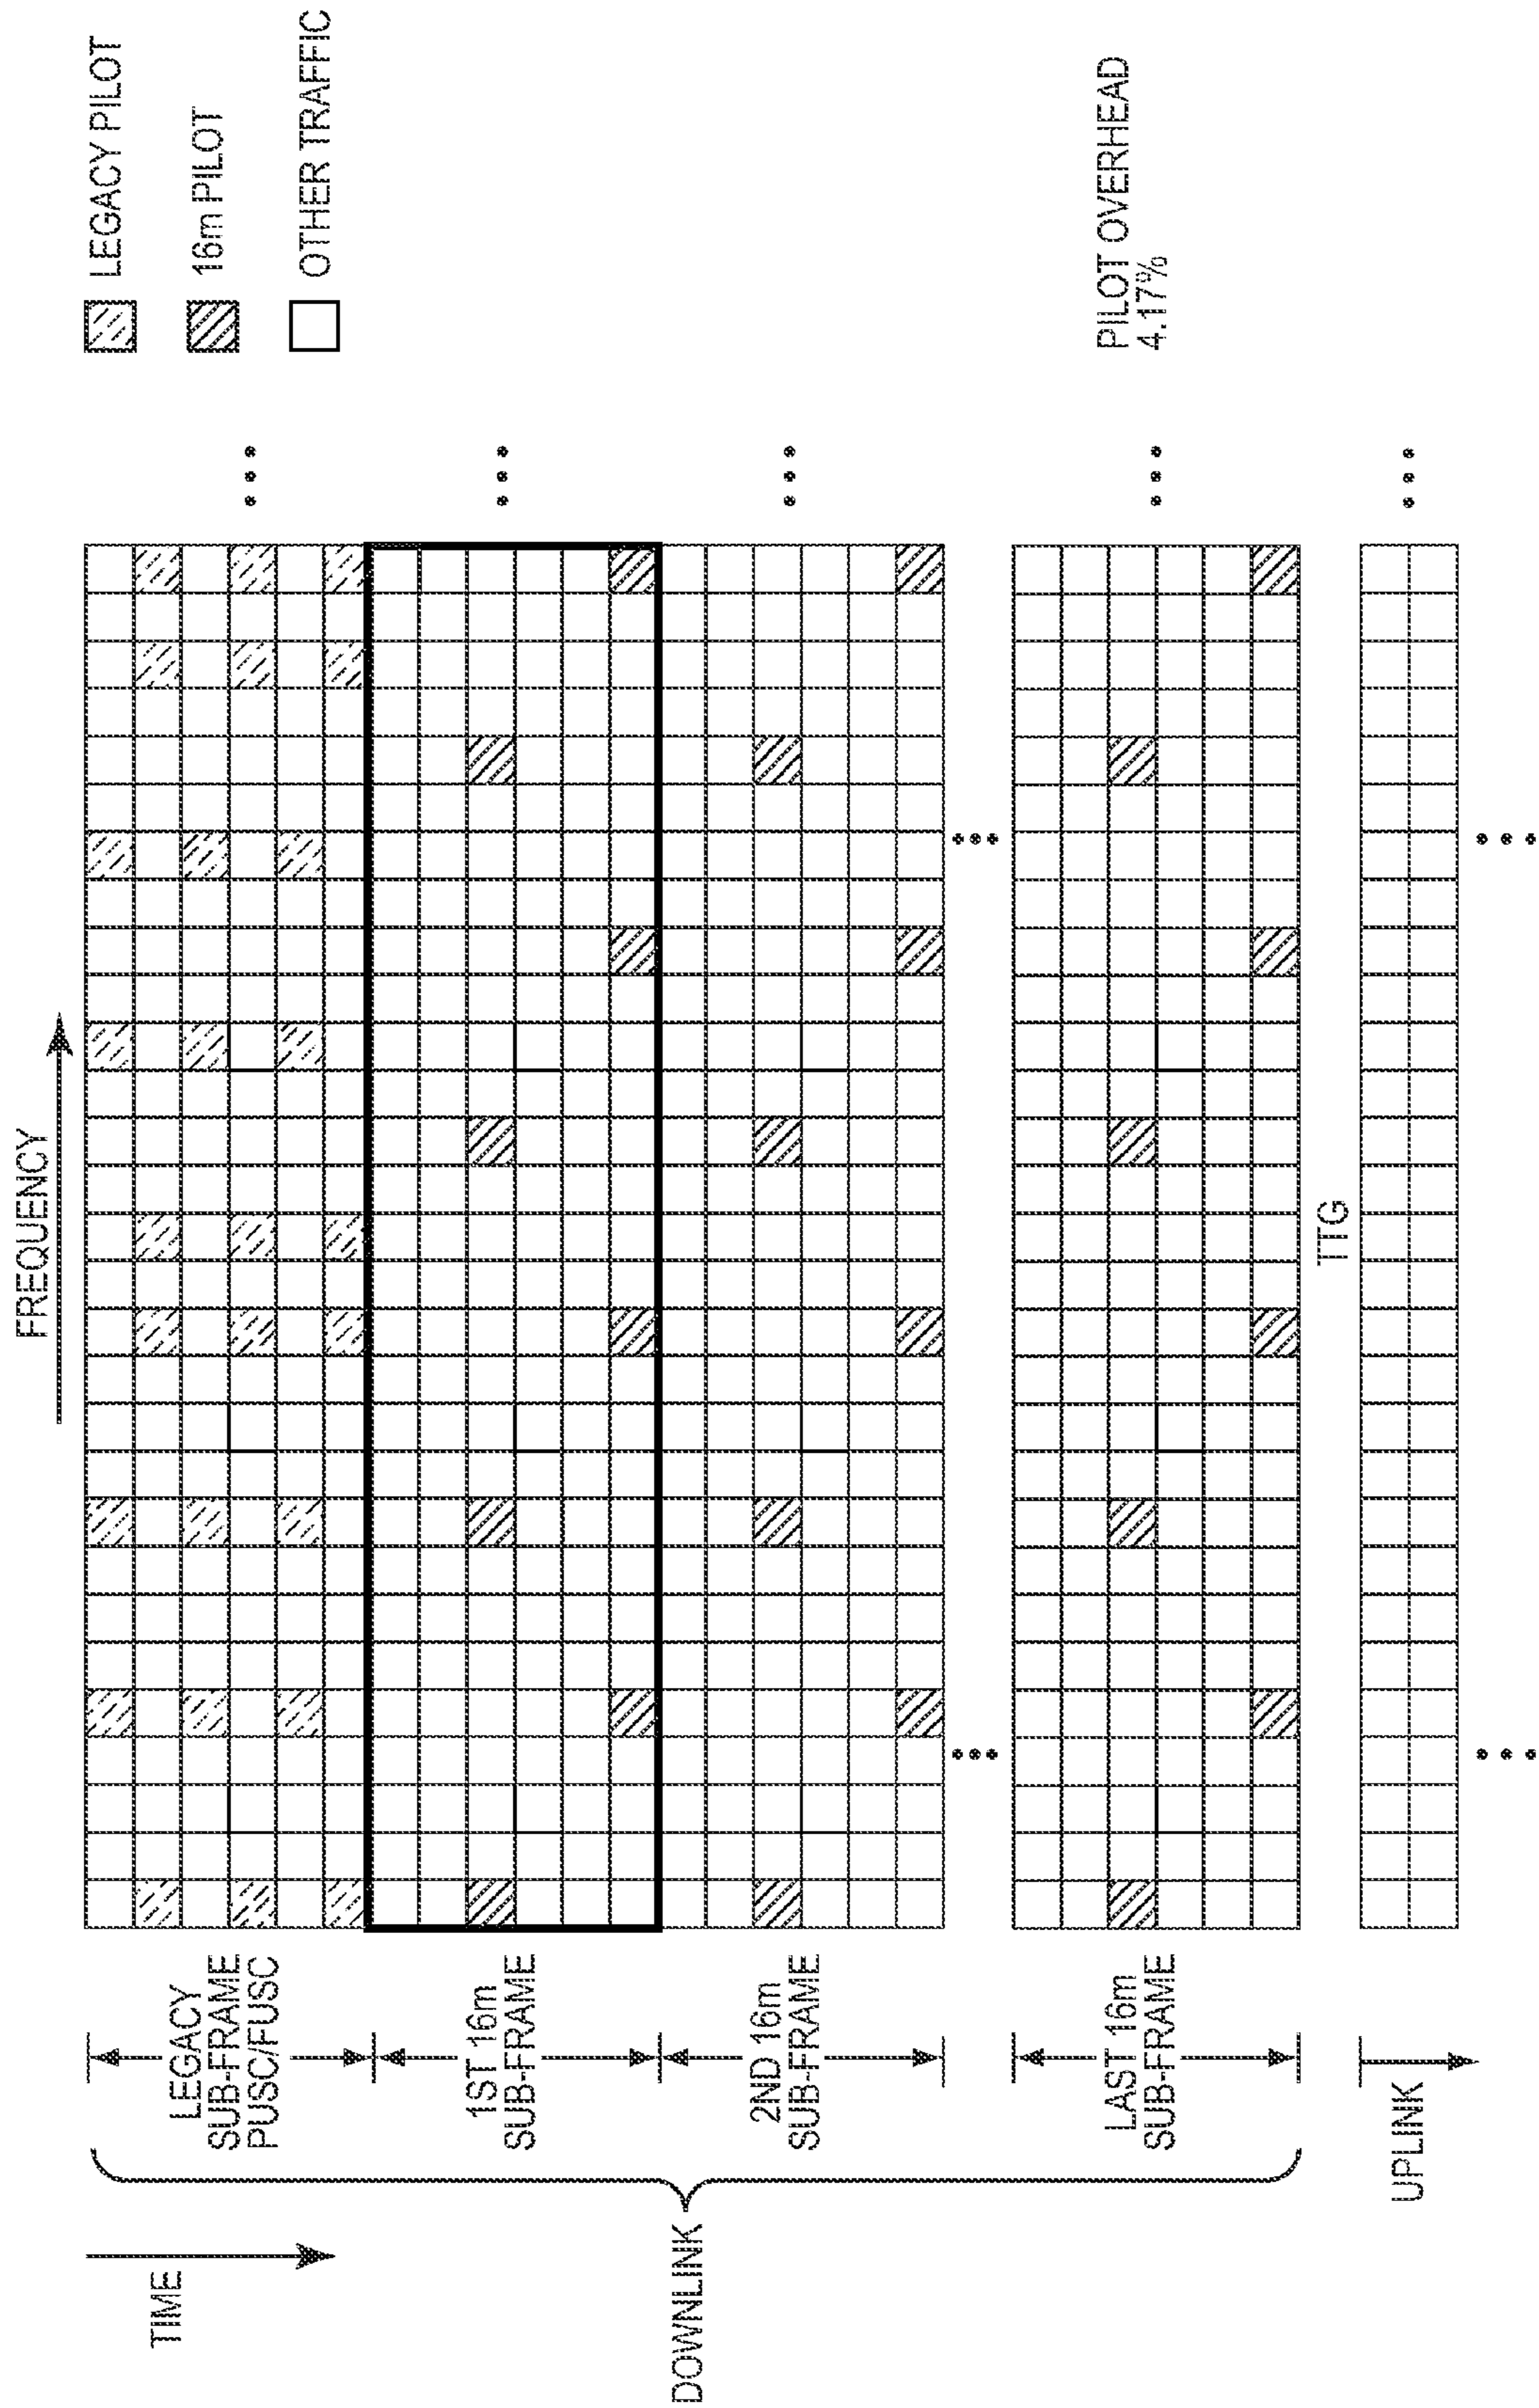 FREQUENCY
LEGACY PILOT
16m PILOT
OTHER TRAFFIC
TIME
DOWNLINK
LEGACY
SUB-FRAME
PUSC/FUSC
1ST 16m
SUB-FRAME
2ND 16m
SUB-FRAME
LAST 16m
SUB-FRAME
PILOT OVERHEAD
4.17%
TTG
UPLINK